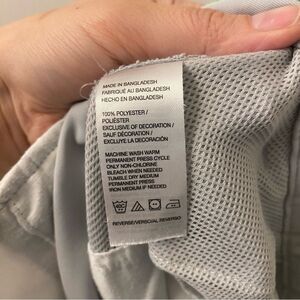 MADE IN BANGLADESH
FABRIQUÉ AU BANGLADESH
HECHO EN BANGLADESH
100% POLYESTER /
POLIÉSTER
EXCLUSIVE OF DECORATION /
SAUF DÉCORATION /
EXCLUYE LA DECORACIÓN
MACHINE WASH WARM
PERMANENT PRESS CYCLE
ONLY NON-CHLORINE
BLEACH WHEN NEEDED
TUMBLE DRY MEDIUM
PERMANENT PRESS
IRON MEDIUM IF NEEDED
REVERSE/VERSO/AL REVERSO